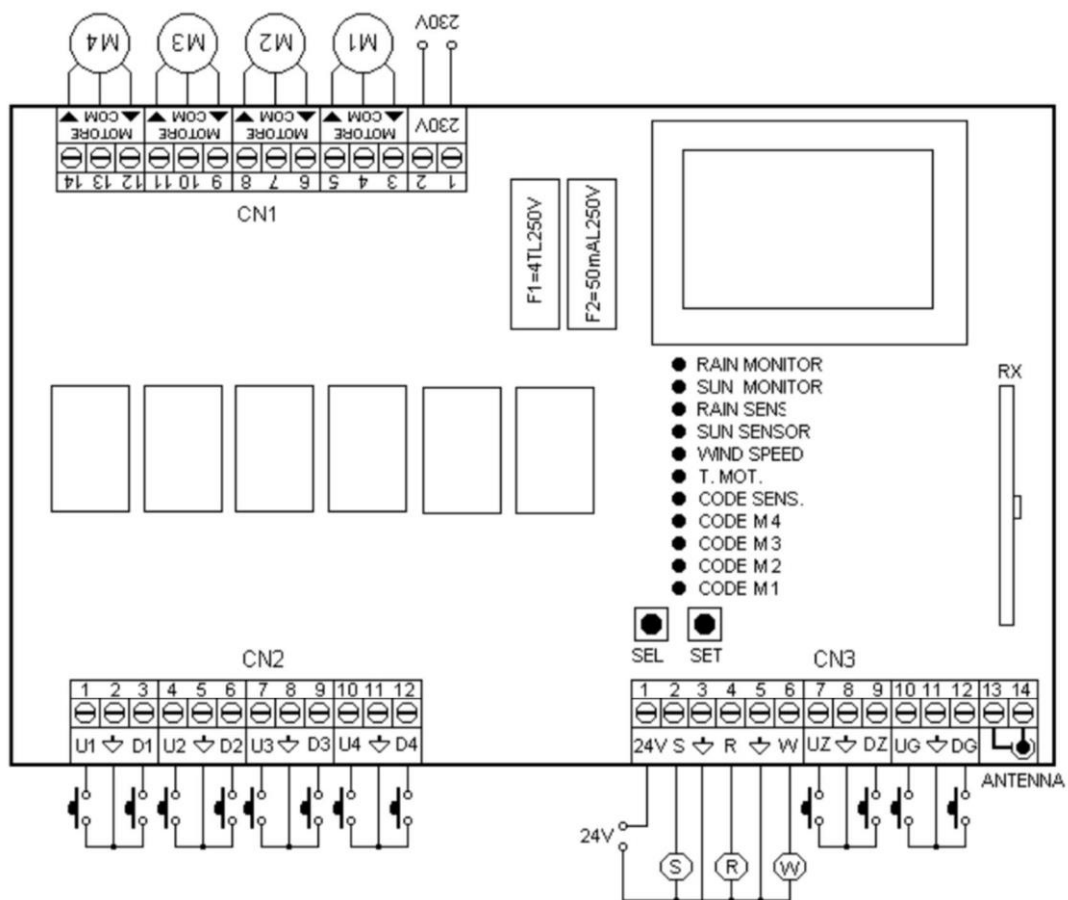 M4 M3 M2 M1 230V
COM COM COM COM
MOTORE MOTORE MOTORE MOTORE 230V
14 13 12 11 10 9 8 7 6 5 4 3 2 1
CN1
F1=4TL250V
F2=50mAL250V
RAIN MONITOR
SUN MONITOR
RAIN SENS
SUN SENSOR
WIND SPEED
T. MOT.
CODE SENS.
CODE M4
CODE M3
CODE M2
CODE M1
RX
SEL SET
CN2
1 2 3 4 5 6 7 8 9 10 11 12
U1 D1 U2 D2 U3 D3 U4 D4
CN3
1 2 3 4 5 6 7 8 9 10 11 12 13 14
24V S R W UZ DZ UG DG
ANTENNA
24V
S R W